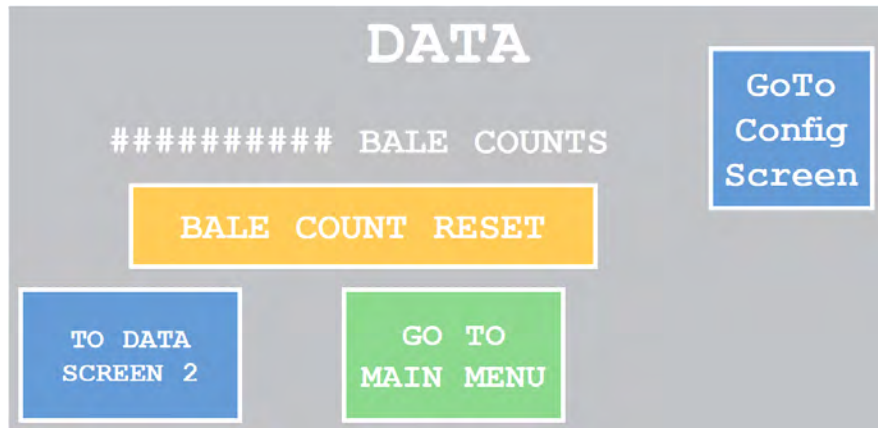 DATA
GoTo
Config
Screen
########## BALE COUNTS
BALE COUNT RESET
TO DATA
SCREEN 2
GO TO
MAIN MENU